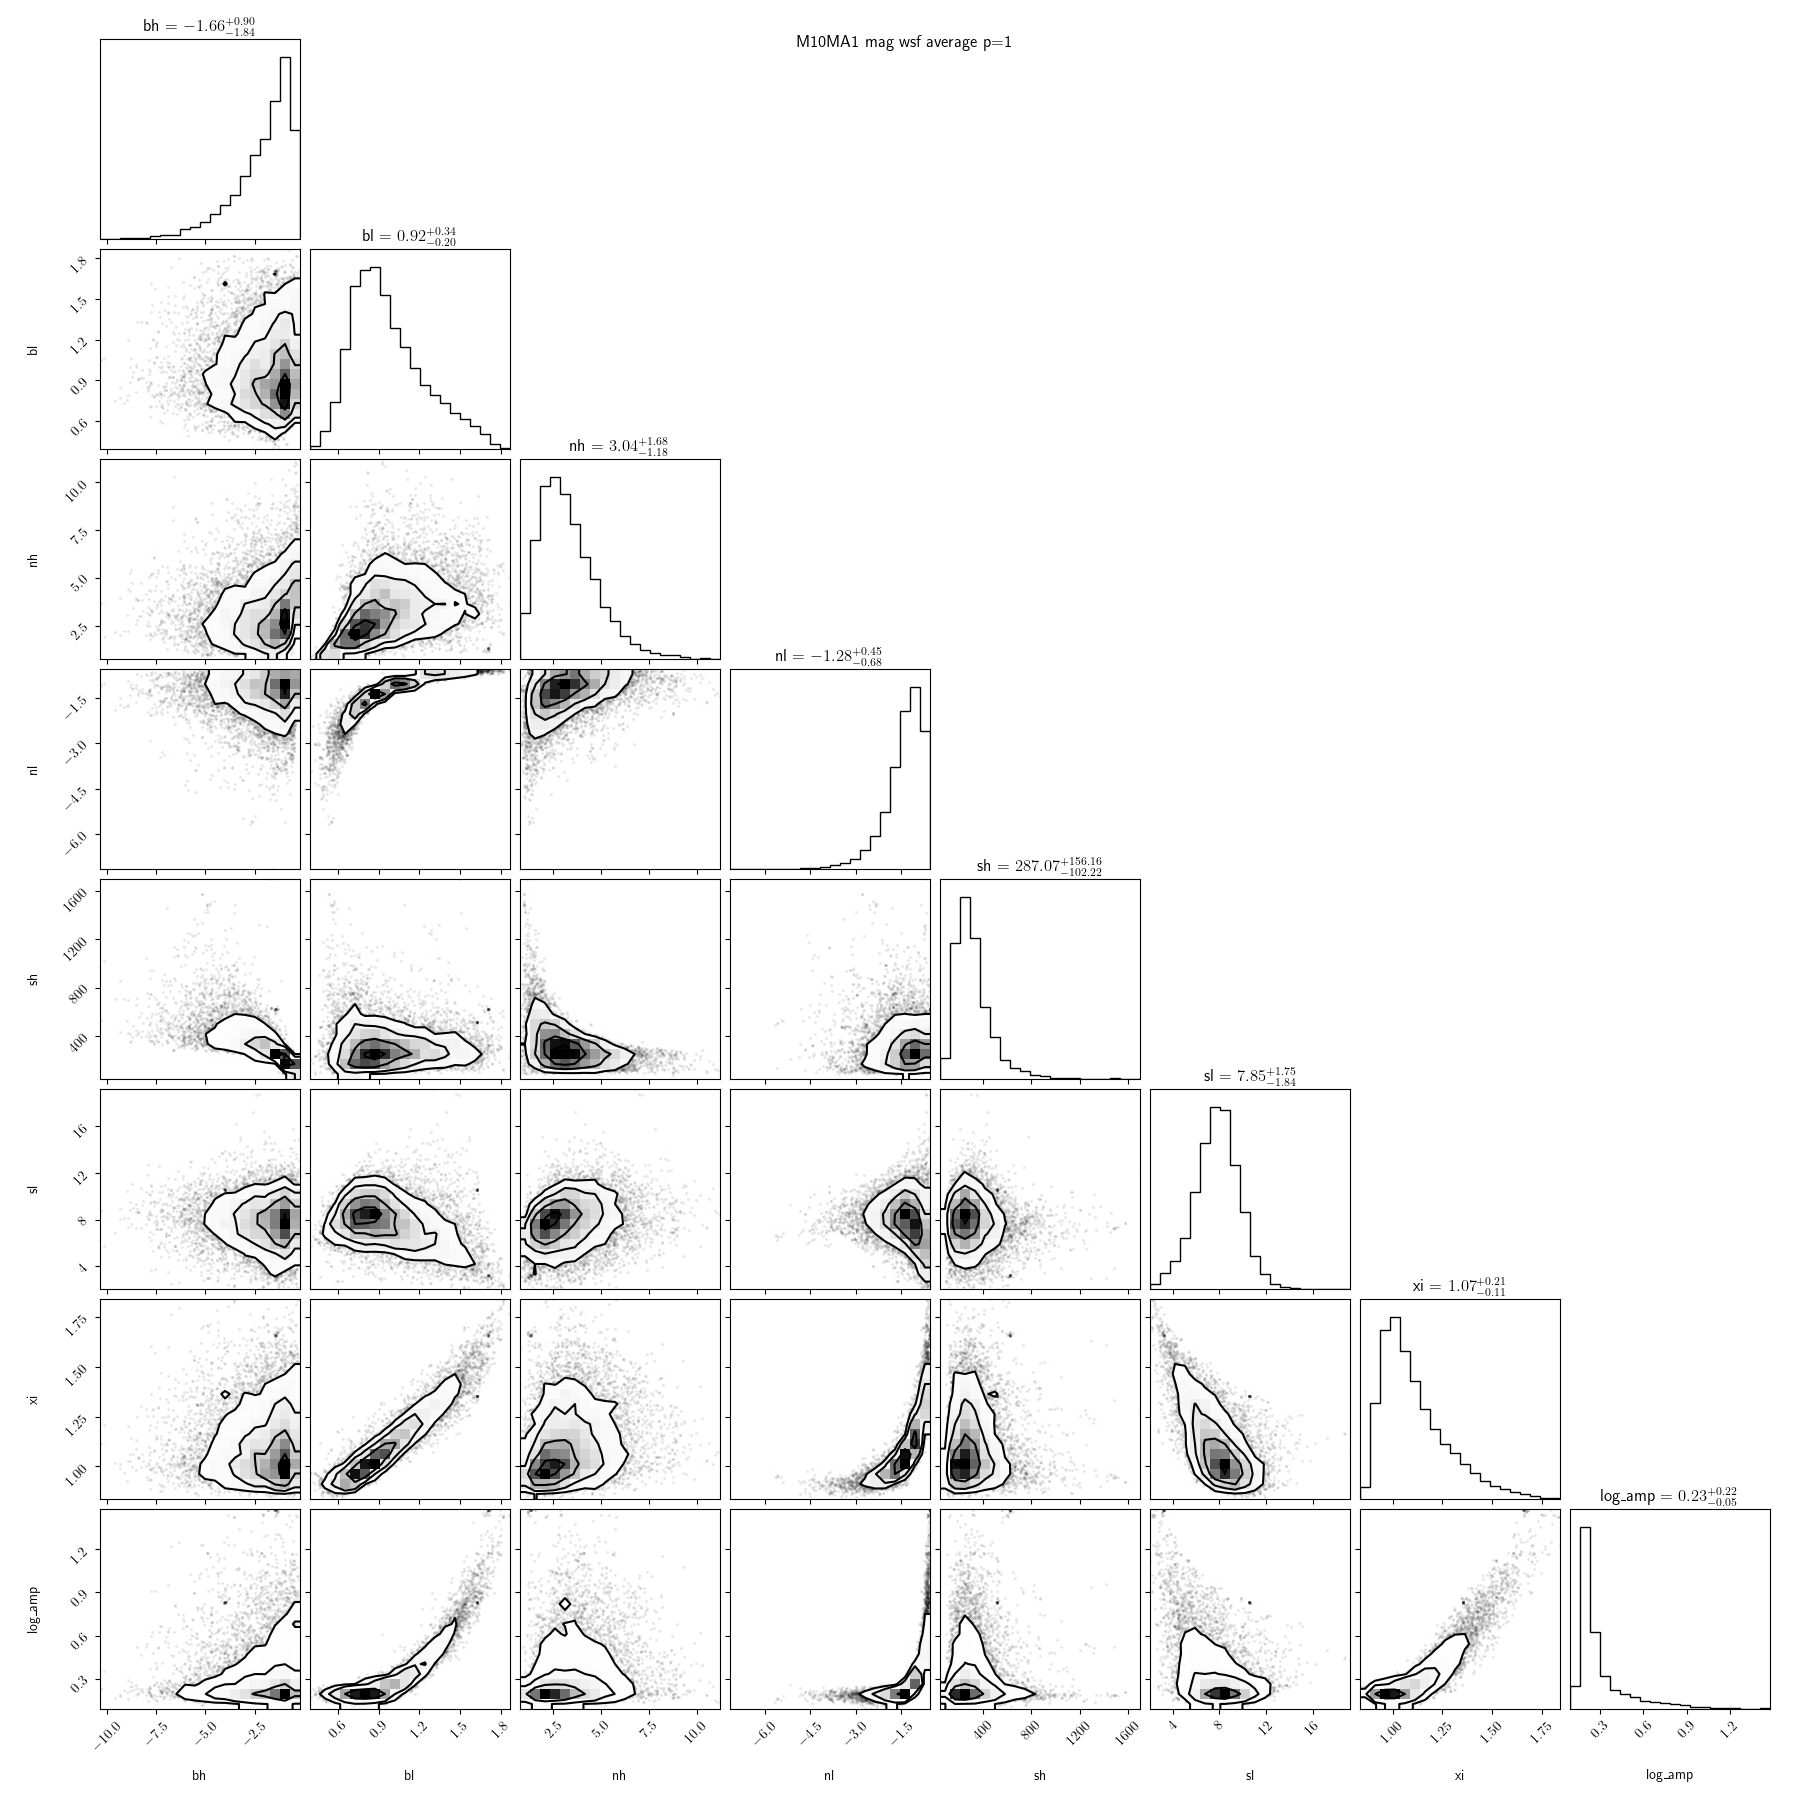 M10MA1 mag wsf average p=1
bh = −1.66 +0.90 −1.84
bl = 0.92 +0.34 −0.20
nh = 3.04 +1.68 −1.18
nl = −1.28 +0.45 −0.68
sh = 287.07 +156.16 −102.22
sl = 7.85 +1.75 −1.84
xi = 1.07 +0.21 −0.11
log_amp = 0.23 +0.22 −0.05
bl
1.8
1.5
1.2
0.9
0.6
nh
10.0
7.5
5.0
2.5
nl
−1.5
−3.0
−4.5
−6.0
sh
1600
1200
800
400
sl
16
12
8
4
xi
1.75
1.50
1.25
1.00
log_amp
1.2
0.9
0.6
0.3
−10.0 −7.5 −5.0 −2.5
0.6 0.9 1.2 1.5 1.8
2.5 5.0 7.5 10.0
−6.0 −4.5 −3.0 −1.5
400 800 1200 1600
4 8 12 16
1.00 1.25 1.50 1.75
0.3 0.6 0.9 1.2
bh bl nh nl sh sl xi log_amp